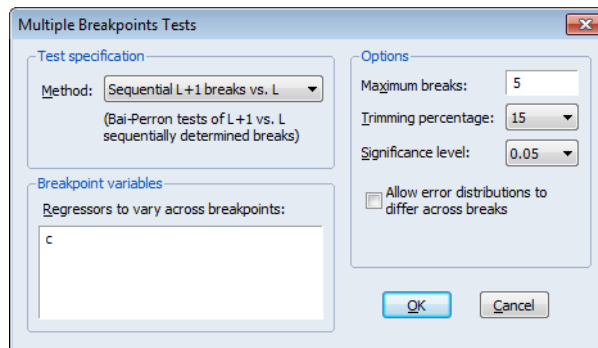 Multiple Breakpoints Tests
Test specification
Method: Sequential L+1 breaks vs. L
(Bai-Perron tests of L+1 vs. L
sequentially determined breaks)
Breakpoint variables
Regressors to vary across breakpoints:
c
Options
Maximum breaks: 5
Trimming percentage: 15
Significance level: 0.05
Allow error distributions to
differ across breaks
OK Cancel